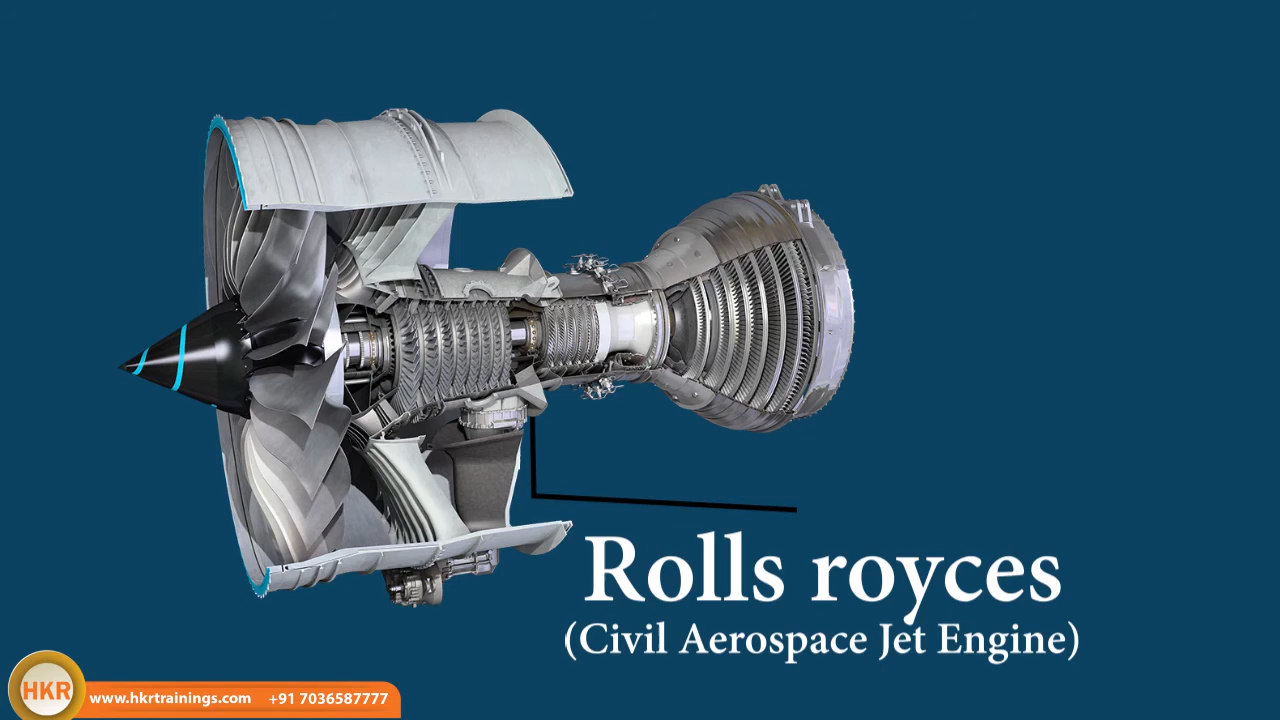 Rolls royces
(Civil Aerospace Jet Engine)
HKR
www.hkrtrainings.com +91 7036587777